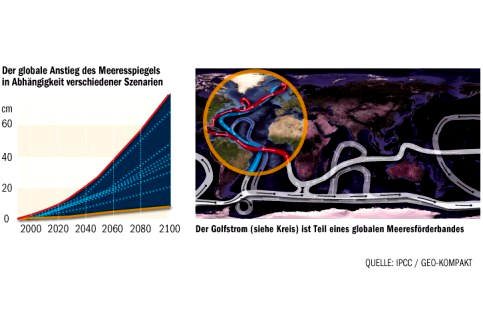 Der globale Anstieg des Meeresspiegels
in Abhängigkeit verschiedener Szenarien
cm
60
40
20
0
2000 2020 2040 2060 2080 2100
Der Golfstrom (siehe Kreis) ist Teil eines globalen Meeresförderbandes
QUELLE: IPCC / GEO-KOMPAKT